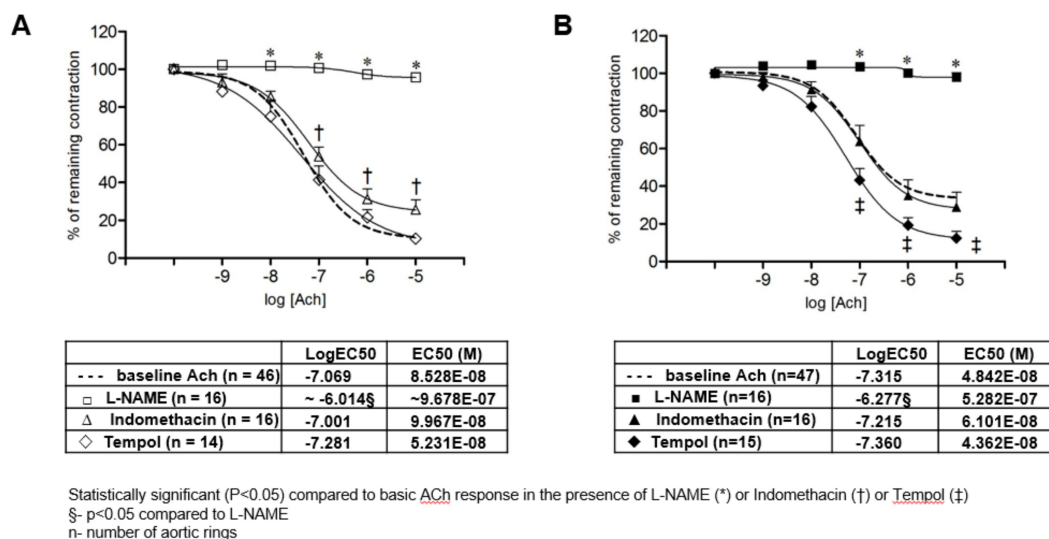 A
B
% of remaining contraction
120
100
80
60
40
20
0
* * * *
† † †
-9 -8 -7 -6 -5
log [Ach]
% of remaining contraction
120
100
80
60
40
20
0
* * *
‡ ‡ ‡
-9 -8 -7 -6 -5
log [Ach]
LogEC50 EC50 (M)
--- baseline Ach (n = 46) -7.069 8.528E-08
□ L-NAME (n = 16) ~ -6.014§ ~9.678E-07
△ Indomethacin (n = 16) -7.001 9.967E-08
◇ Tempol (n = 14) -7.281 5.231E-08
LogEC50 EC50 (M)
--- baseline Ach (n=47) -7.315 4.842E-08
■ L-NAME (n=16) -6.277§ 5.282E-07
▲ Indomethacin (n=16) -7.215 6.101E-08
◆ Tempol (n=15) -7.360 4.362E-08
Statistically significant (P<0.05) compared to basic ACh response in the presence of L-NAME (*) or Indomethacin (†) or Tempol (‡)
§- p<0.05 compared to L-NAME
n- number of aortic rings